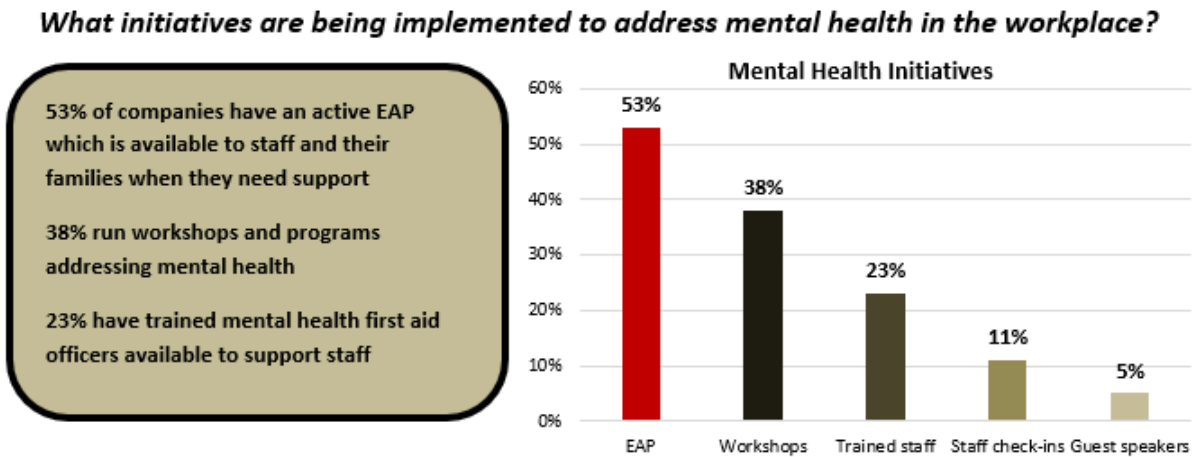 What initiatives are being implemented to address mental health in the workplace?
53% of companies have an active EAP
which is available to staff and their
families when they need support
38% run workshops and programs
addressing mental health
23% have trained mental health first aid
officers available to support staff
Mental Health Initiatives
60%
50%
40%
30%
20%
10%
0%
53%
38%
23%
11%
5%
EAP
Workshops
Trained staff
Staff check-ins
Guest speakers